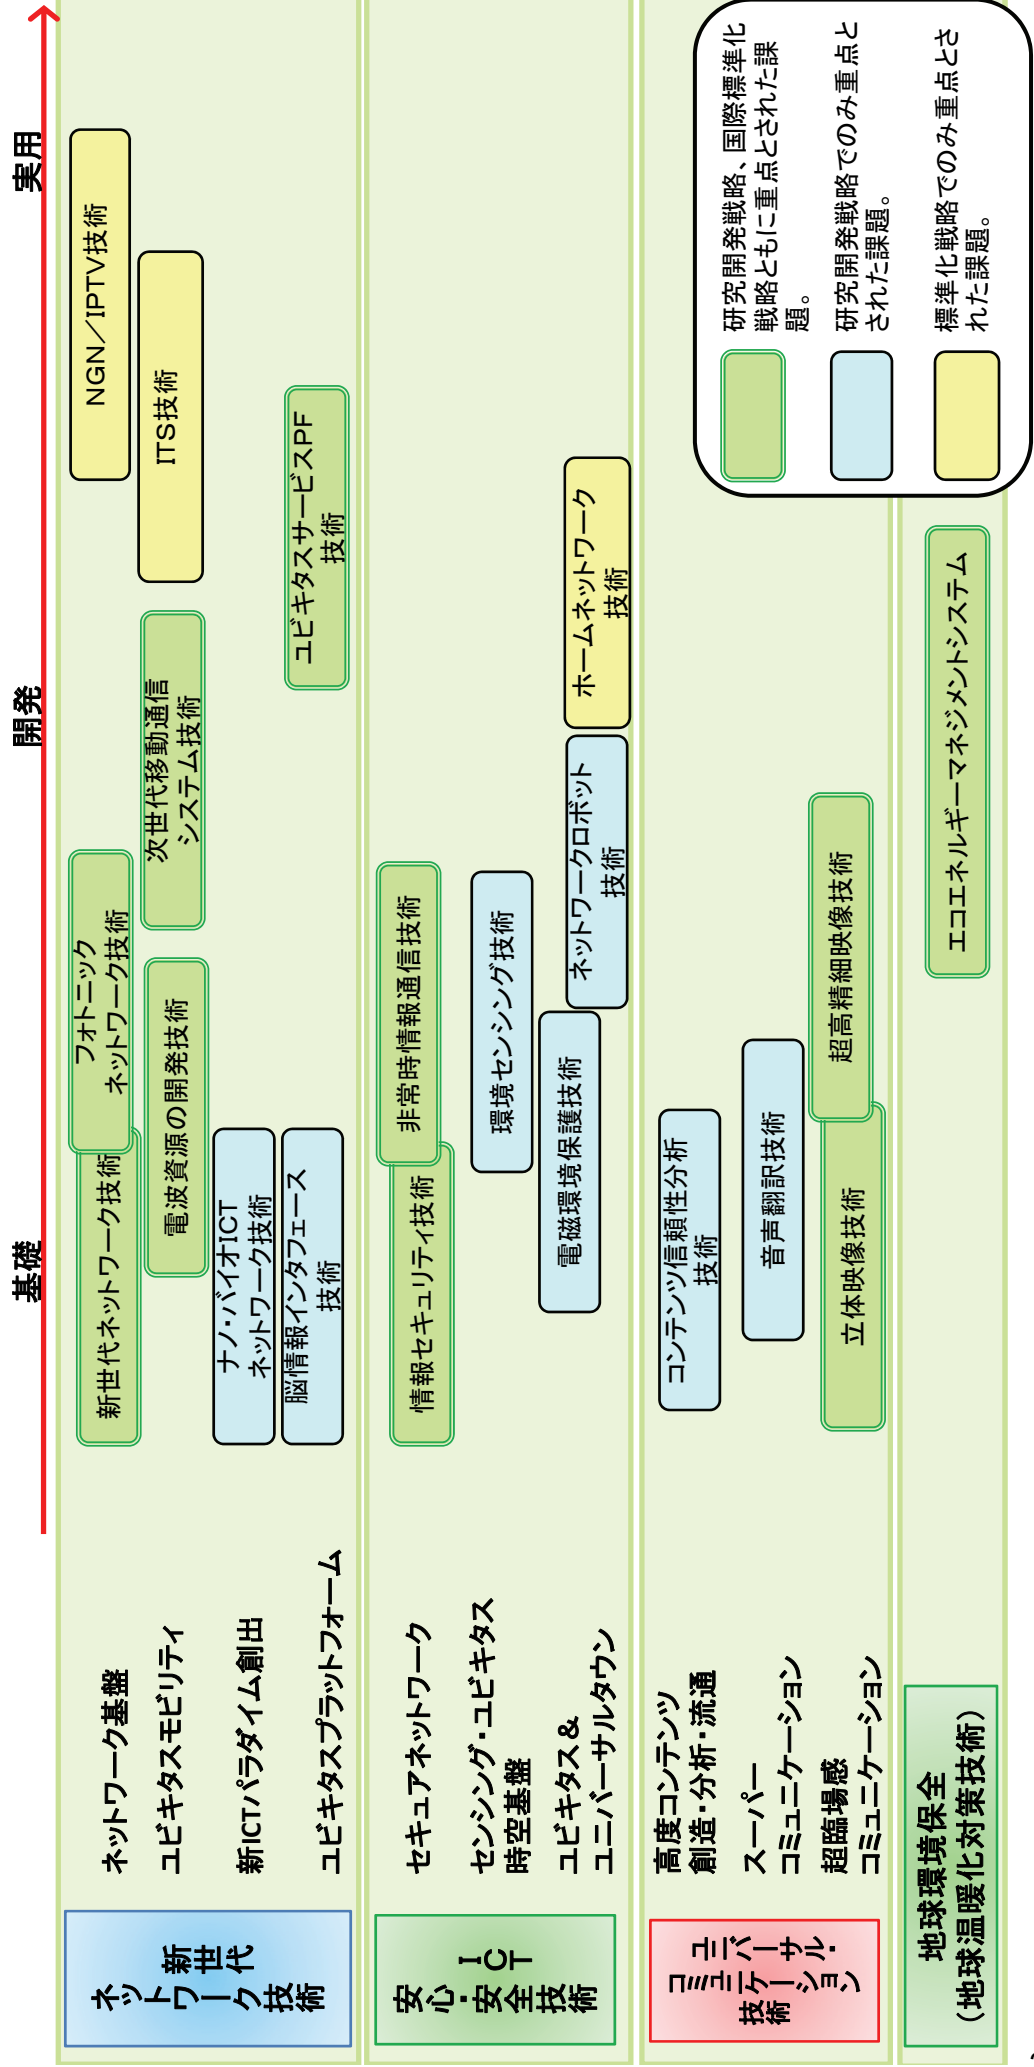 基礎
開発
実用
新世代
ネットワーク技術
ネットワーク基盤
新世代ネットワーク技術
フォトニック
ネットワーク技術
NGN／IPTV技術
ユビキタスモビリティ
電波資源の開発技術
次世代移動通信
システム技術
ITS技術
新ICTパラダイム創出
ナノ・バイオICT
ネットワーク技術
脳情報インタフェース
技術
ユビキタスプラットフォーム
ユビキタスサービスPF
技術
ICT
安心・安全技術
セキュアネットワーク
情報セキュリティ技術
非常時情報通信技術
センシング・ユビキタス
時空基盤
環境センシング技術
電磁環境保護技術
ユビキタス＆
ユニバーサルタウン
ネットワークロボット
技術
ホームネットワーク
技術
ユニバーサル・
コミュニケーション
技術
高度コンテンツ
創造・分析・流通
コンテンツ信頼性分析
技術
スーパー
コミュニケーション
音声翻訳技術
超臨場感
コミュニケーション
立体映像技術
超高精細映像技術
地球環境保全
（地球温暖化対策技術）
エコエネルギーマネジメントシステム
研究開発戦略、国際標準化
戦略ともに重点とされた課
題。
研究開発戦略でのみ重点と
された課題。
標準化戦略でのみ重点とさ
れた課題。